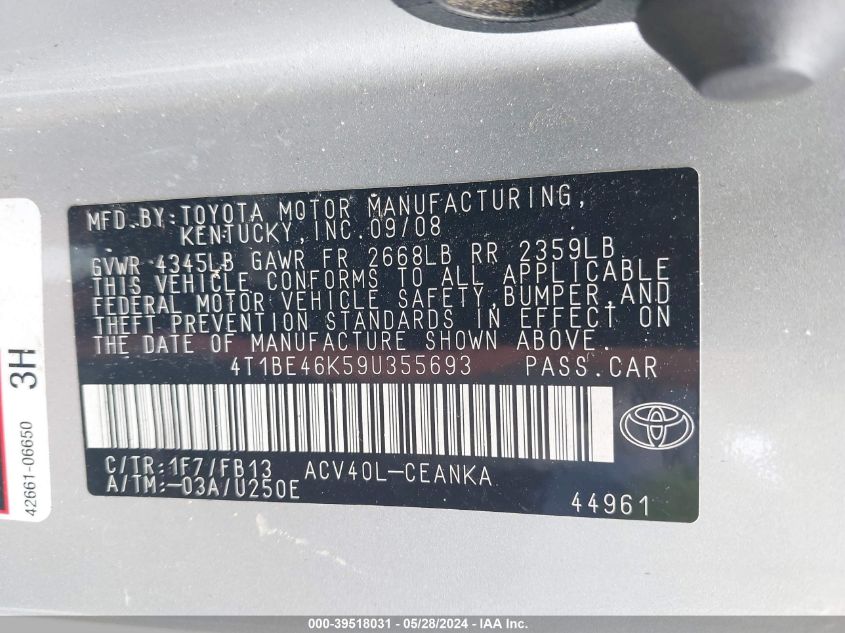 MFD.BY:TOYOTA MOTOR MANUFACTURING,
KENTUCKY,INC.09/08
GVWR 4345LB GAWR FR 2668LB RR 2359LB
THIS VEHICLE CONFORMS TO ALL APPLICABLE
FEDERAL MOTOR VEHICLE SAFETY,BUMPER,AND
THEFT PREVENTION STANDARDS IN EFFECT ON
THE DATE OF MANUFACTURE SHOWN ABOVE.
4T1BE46K59U355693 PASS.CAR
C/TR:1F7/FB13 ACV40L-CEANKA
A/TM:-03A/U250E
44961
3H
42661-06650
000-39518031 - 05/28/2024 - IAA Inc.